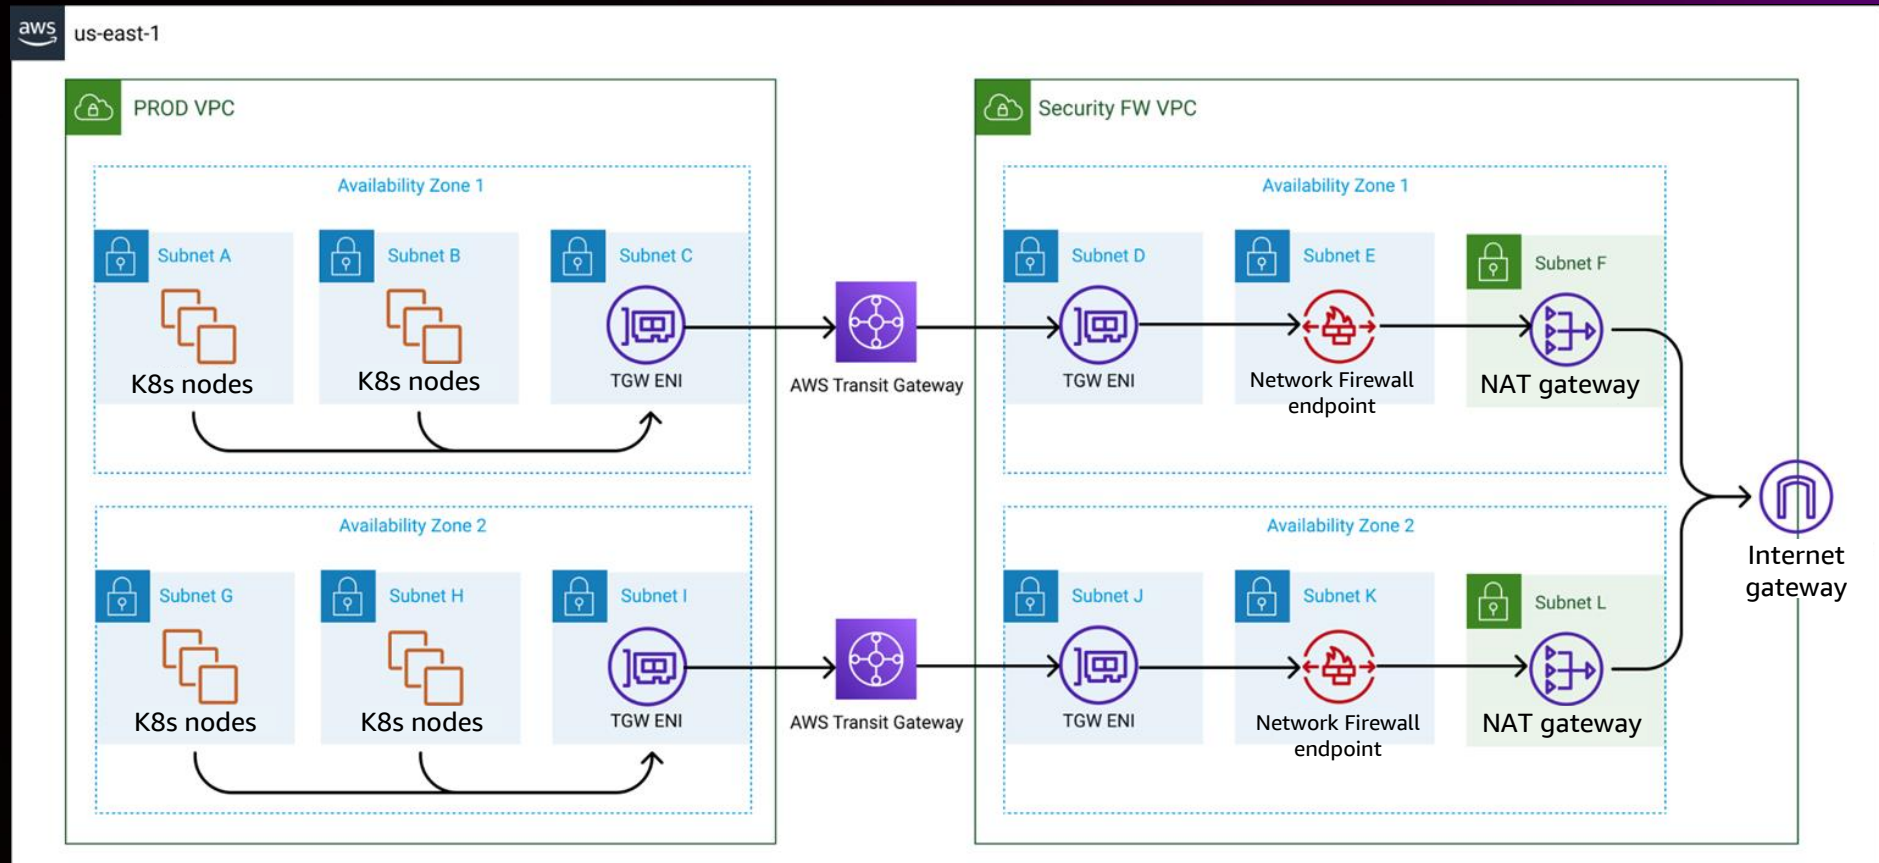 aws
us-east-1
PROD VPC
Security FW VPC
Availability Zone 1
Availability Zone 1
Subnet A
Subnet B
Subnet C
Subnet D
Subnet E
Subnet F
K8s nodes
K8s nodes
TGW ENI
AWS Transit Gateway
TGW ENI
Network Firewall
endpoint
NAT gateway
Internet
gateway
Availability Zone 2
Availability Zone 2
Subnet G
Subnet H
Subnet I
Subnet J
Subnet K
Subnet L
K8s nodes
K8s nodes
TGW ENI
AWS Transit Gateway
TGW ENI
Network Firewall
endpoint
NAT gateway